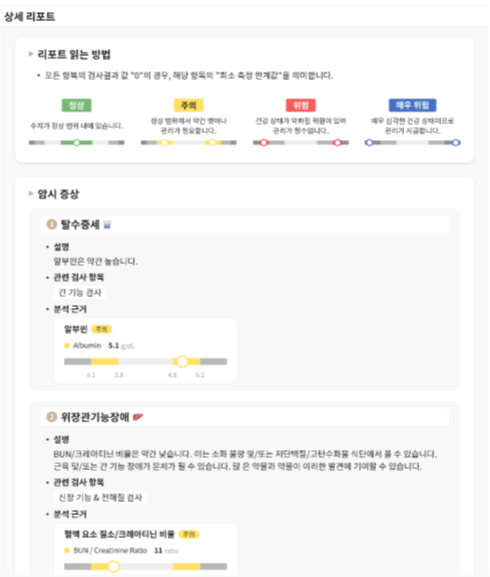 상세 리포트
리포트 읽는 방법
• 모든 항목의 검사결과 값 "0"의 경우, 해당 항목의 "최소 측정 한계값"을 의미합니다.
정상
수치가 정상 범위 내에 있습니다.
주의
정상 범위에서 약간 벗어나
관리가 필요합니다.
위험
건강 상태가 악화될 위험이 있어
관리가 필수입니다.
매우 위험
매우 심각한 건강 상태이므로
관리가 시급합니다.
암시 증상
1 탈수증세
• 설명
알부민은 약간 높습니다.
• 관련 검사 항목
간 기능 검사
• 분석 근거
알부민 주의
Albumin 5.1 g/dL
4.1 3.8 4.8 5.2
2 위장관기능장애
• 설명
BUN/크레아티닌 비율은 약간 낮습니다. 이는 소화 불량 및/또는 저단백질/고탄수화물 식단에서 올 수 있습니다.
근육 및/또는 간 기능 장애가 문제가 될 수 있습니다. 많 은 약물과 약물이 이러한 발견에 기여할 수 있습니다.
• 관련 검사 항목
신장 기능 & 전해질 검사
• 분석 근거
혈액 요소 질소/크레아티닌 비율 주의
BUN / Creatinine Ratio 11 ratio